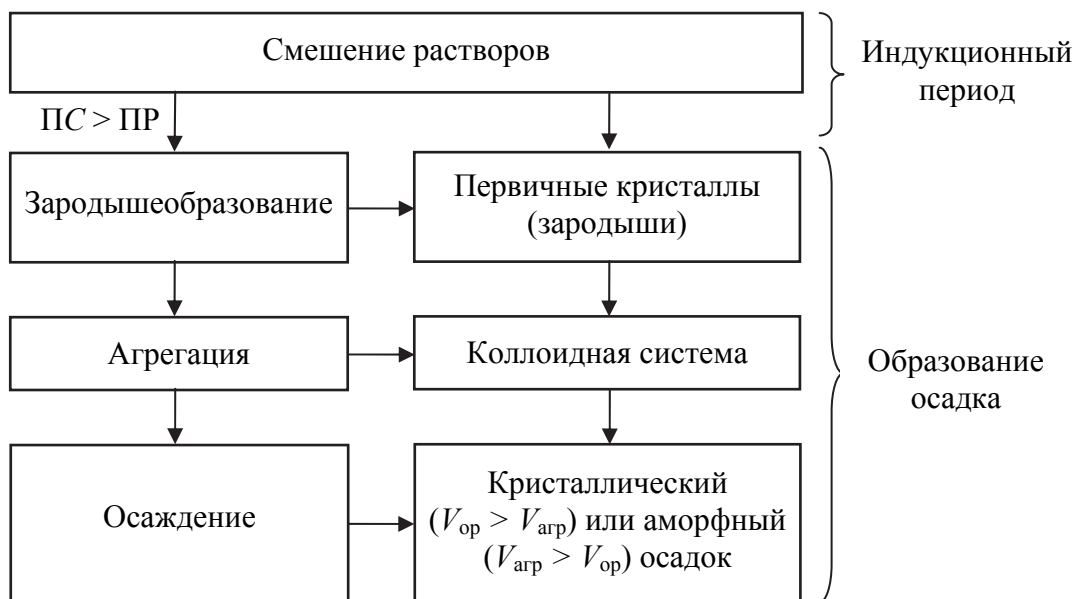 Смешение растворов
Индукционный
период
ПС > ПР
Зародышеобразование
Первичные кристаллы
(зародыши)
Агрегация
Коллоидная система
Образование
осадка
Осаждение
Кристаллический
(Vор > Vагр) или аморфный
(Vагр > Vор) осадок